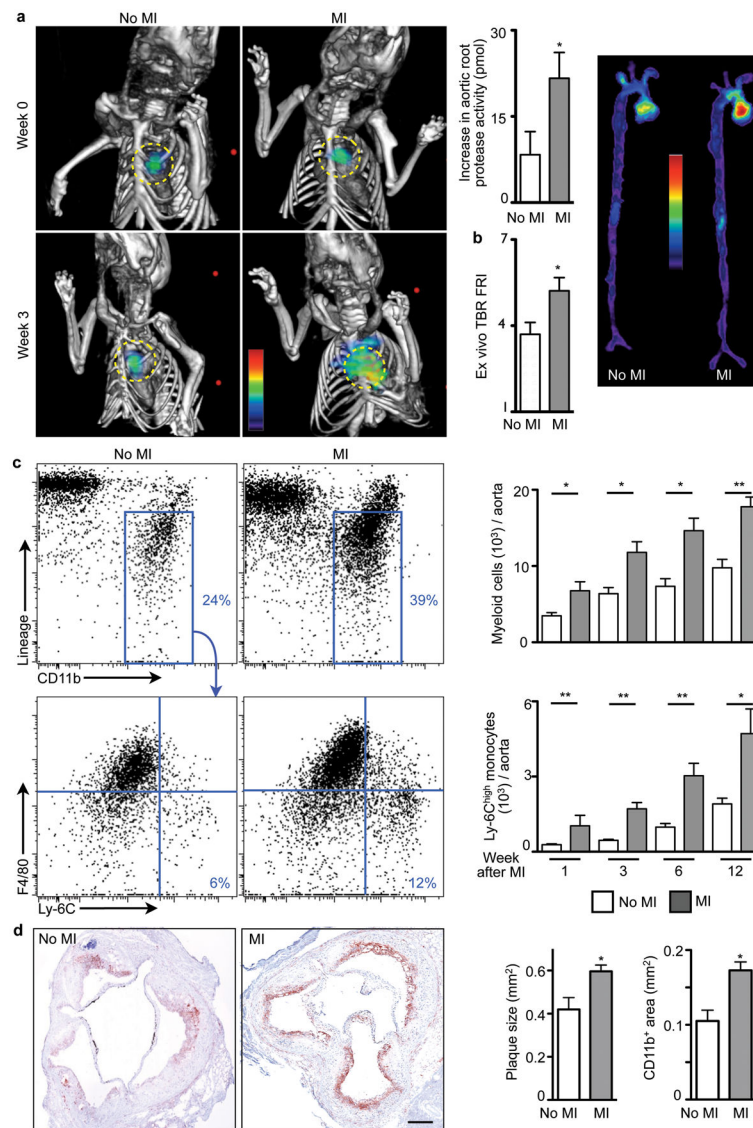 a
No MI
MI
Week 0
Week 3
Increase in aortic root
protease activity (pmol)
30
15
0
*
No MI
MI
b
Ex vivo TBR FRI
7
4
1
*
No MI
MI
No MI
MI
c
No MI
MI
Lineage
CD11b
24%
39%
F4/80
Ly-6C
6%
12%
Myeloid cells (10³) / aorta
20
10
0
*
*
*
**
Ly-6Chigh monocytes
(10³) / aorta
6
3
0
**
**
**
*
Week
after MI
1
3
6
12
No MI
MI
d
No MI
MI
Plaque size (mm²)
0.6
0.4
0
*
No MI
MI
CD11b⁺ area (mm²)
0.2
0.1
0
*
No MI
MI